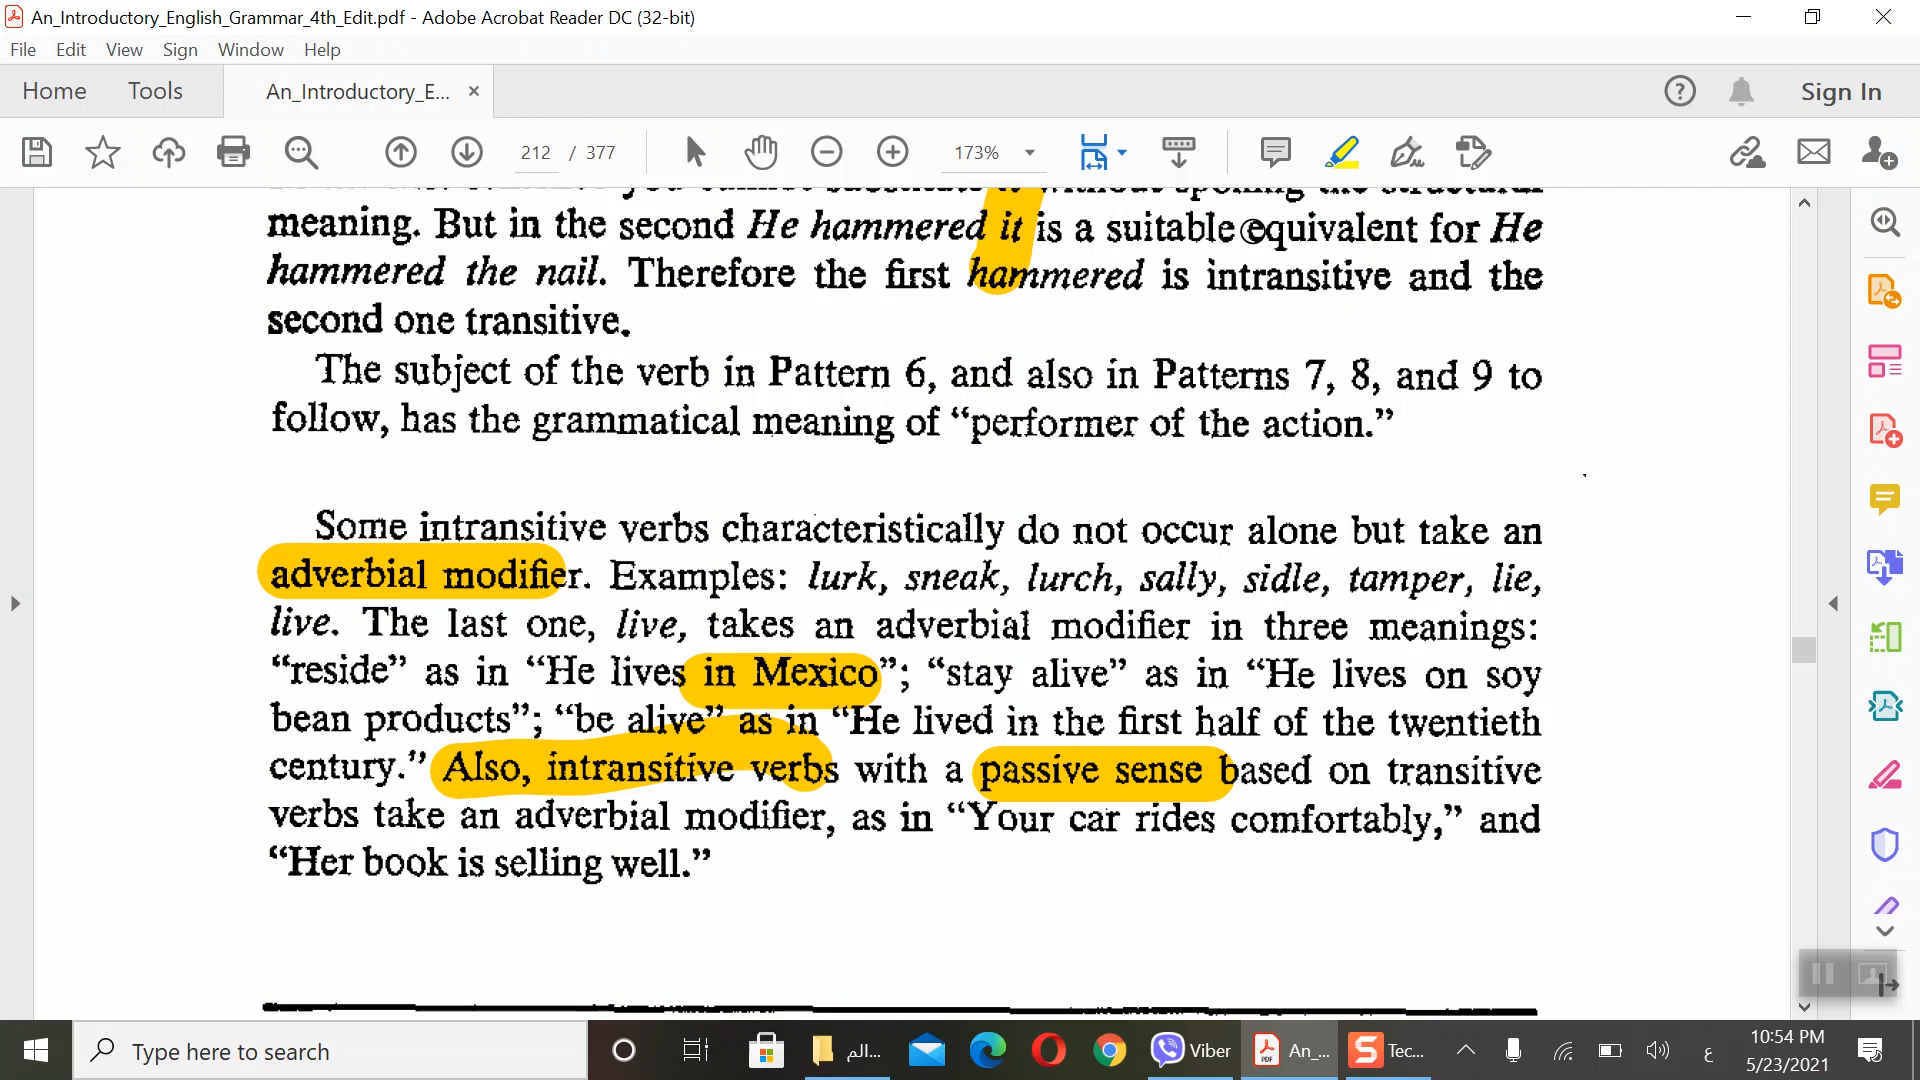 An_Introductory_English_Grammar_4th_Edit.pdf - Adobe Acrobat Reader DC (32-bit)
File Edit View Sign Window Help
Home Tools An_Introductory_E... × Sign In
212 / 377 173%
you cannot substitute it without spoiling the structural
meaning. But in the second He hammered it is a suitable equivalent for He
hammered the nail. Therefore the first hammered is intransitive and the
second one transitive.
The subject of the verb in Pattern 6, and also in Patterns 7, 8, and 9 to
follow, has the grammatical meaning of “performer of the action.”
Some intransitive verbs characteristically do not occur alone but take an
adverbial modifier. Examples: lurk, sneak, lurch, sally, sidle, tamper, lie,
live. The last one, live, takes an adverbial modifier in three meanings:
“reside” as in “He lives in Mexico”; “stay alive” as in “He lives on soy
bean products”; “be alive” as in “He lived in the first half of the twentieth
century.” Also, intransitive verbs with a passive sense based on transitive
verbs take an adverbial modifier, as in “Your car rides comfortably,” and
“Her book is selling well.”
Type here to search
...الم
Viber
An_...
Tec...
ع
10:54 PM
5/23/2021